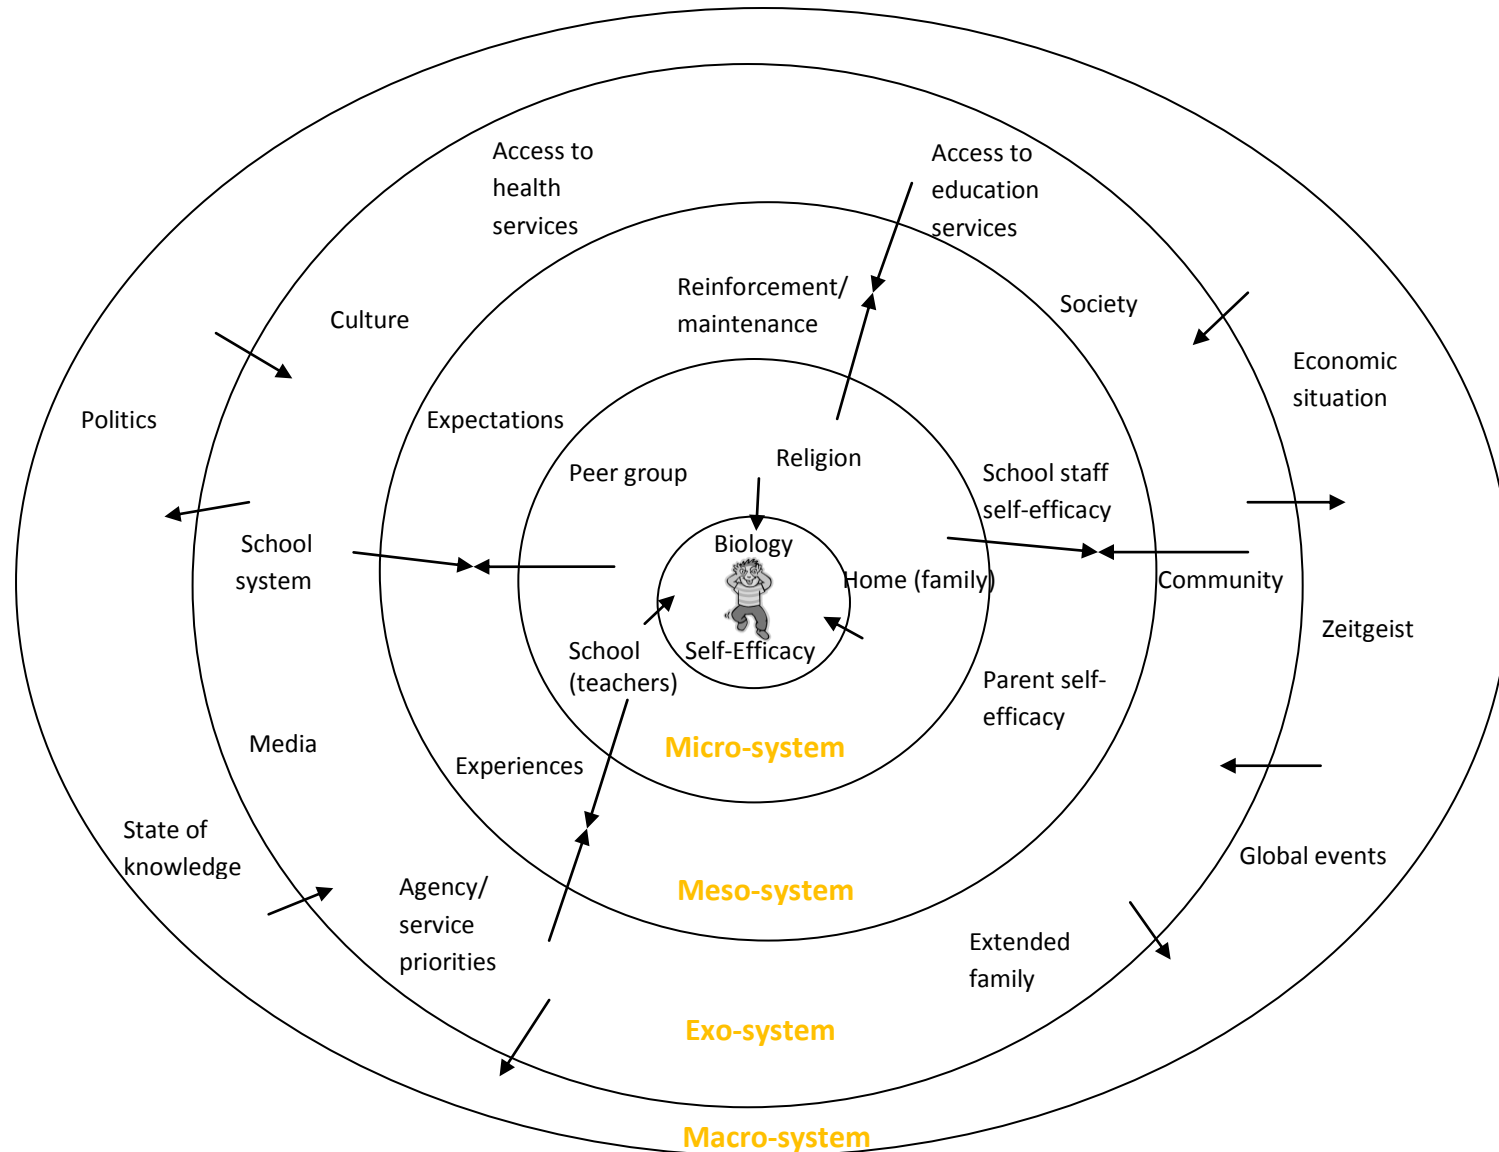 Access to
health
services
Access to
education
services
Reinforcement/
maintenance
Society
Culture
Economic
situation
Politics
Expectations
Peer group
Religion
School staff
self-efficacy
School
system
Biology
Home (family)
Community
Zeitgeist
School
(teachers)
Self-Efficacy
Parent self-
efficacy
Media
Micro-system
Experiences
State of
knowledge
Global events
Agency/
service
priorities
Meso-system
Extended
family
Exo-system
Macro-system